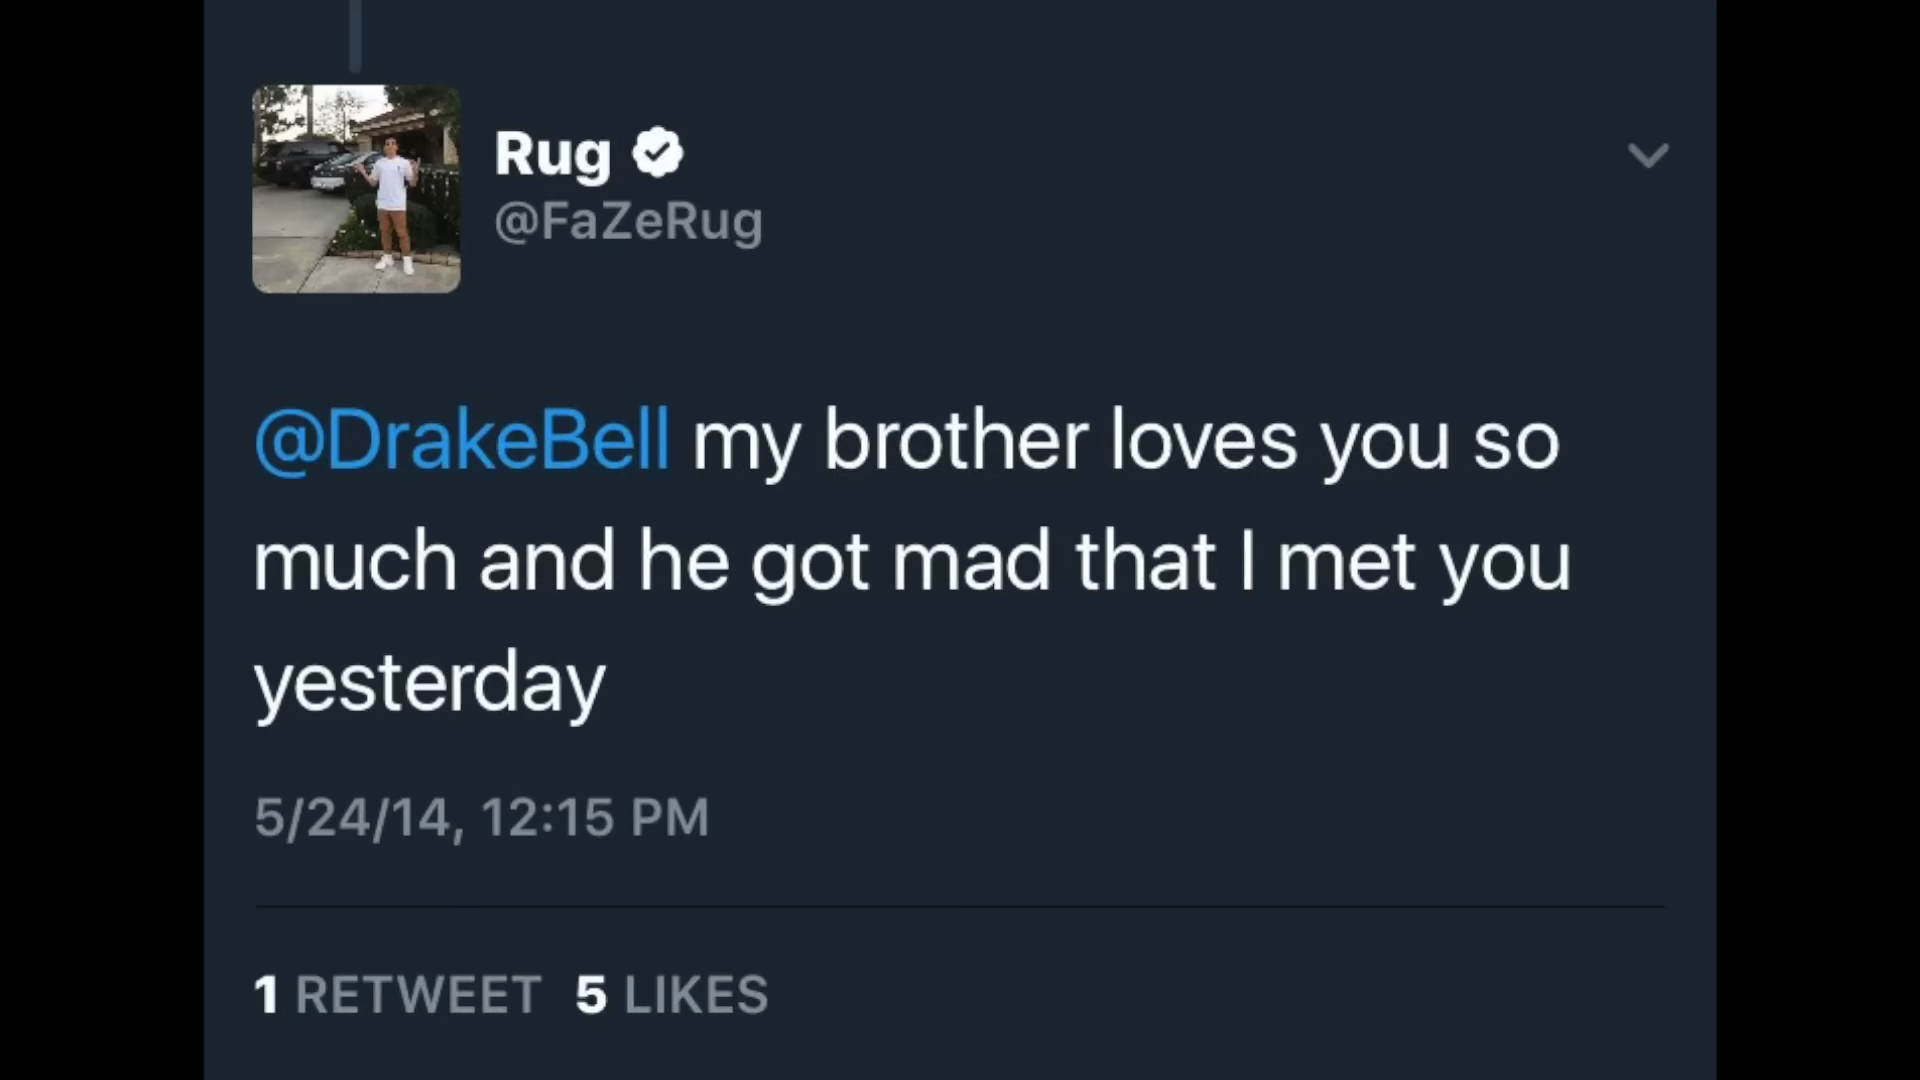 Rug
@FaZeRug
@DrakeBell my brother loves you so
much and he got mad that I met you
yesterday
5/24/14, 12:15 PM
1 RETWEET 5 LIKES